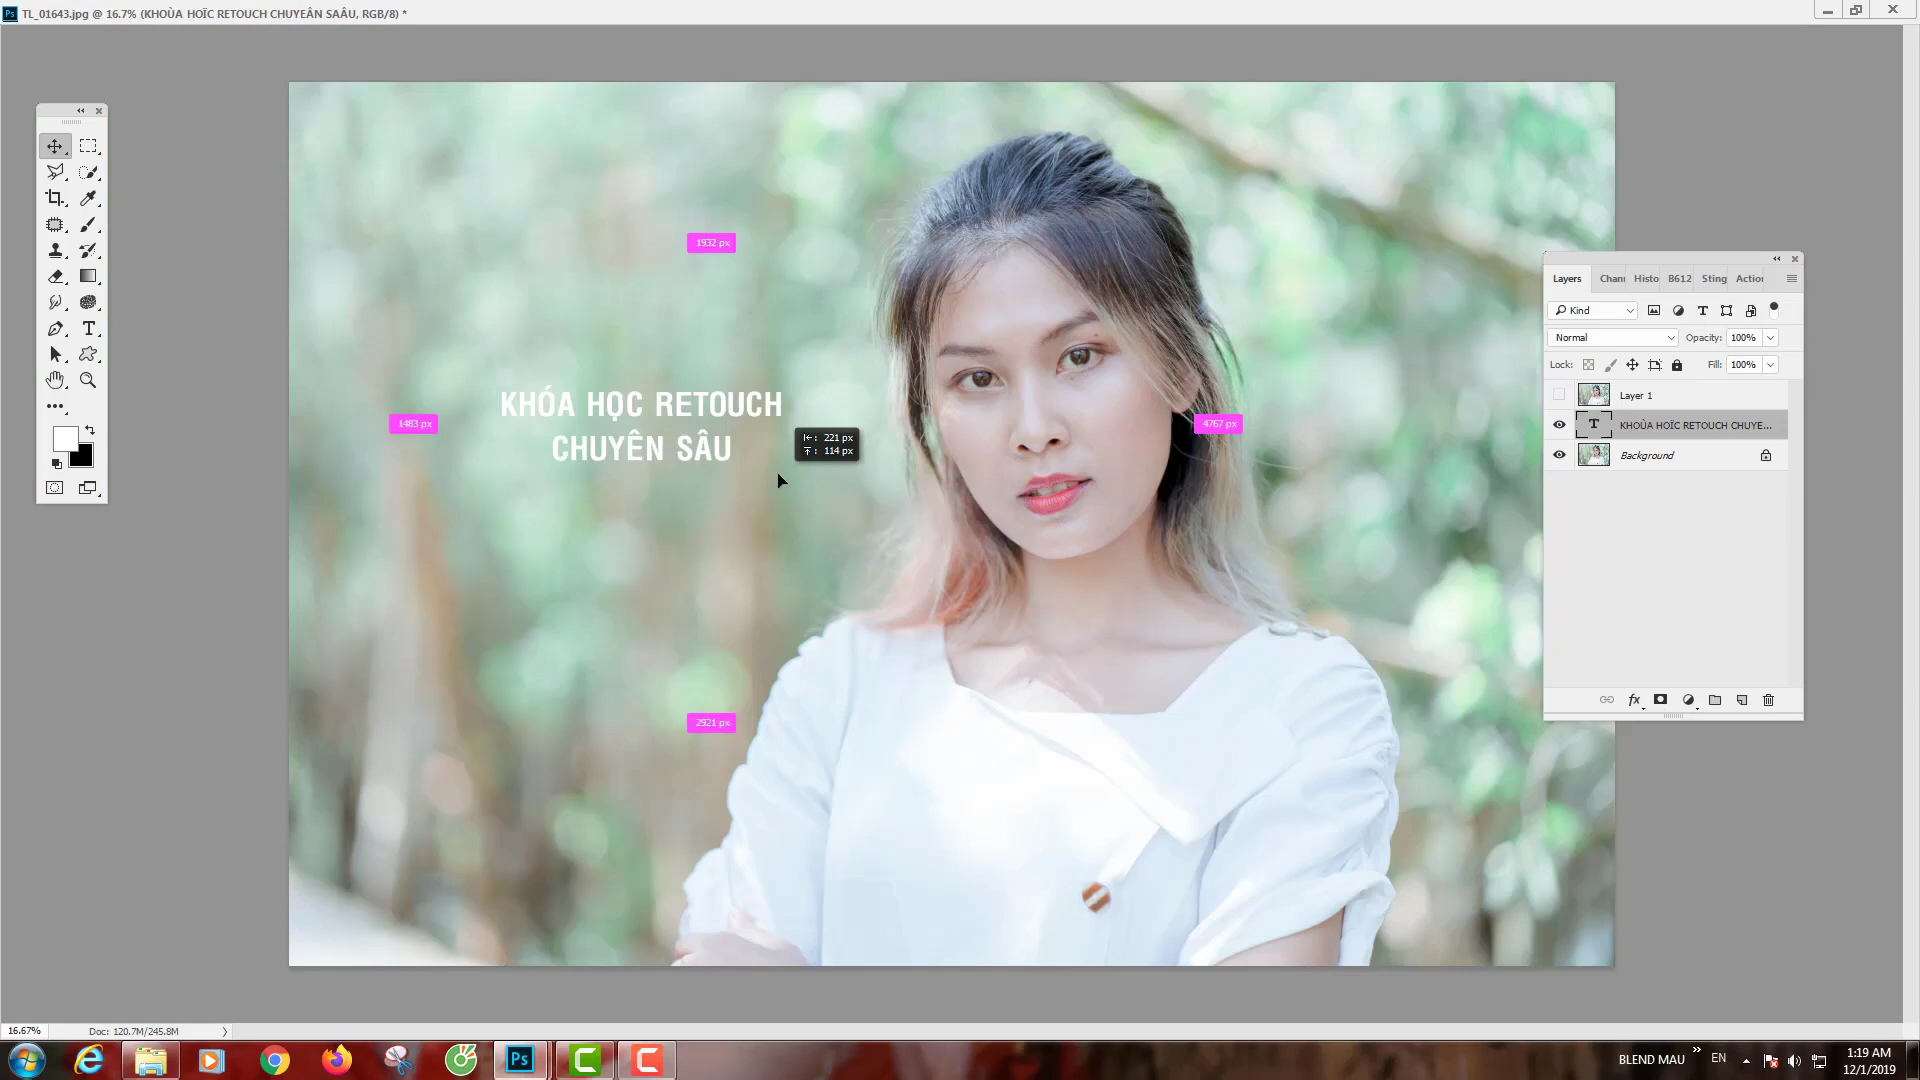 TL_01643.jpg @ 16.7% (KHOÙA HOÏC RETOUCH CHUYEÂN SAÂU, RGB/8) *
1932 px
KHÓA HỌC RETOUCH
CHUYÊN SÂU
1483 px
4767 px
221 px
114 px
2921 px
Layers
Chan
Histo
B612
Sting
Action
Kind
Normal
Opacity: 100%
Lock:
Fill: 100%
Layer 1
T KHOÙA HOÏC RETOUCH CHUYE...
Background
fx
16.67%
Doc: 120.7M/245.8M
Ps
BLEND MAU
EN
1:19 AM
12/1/2019